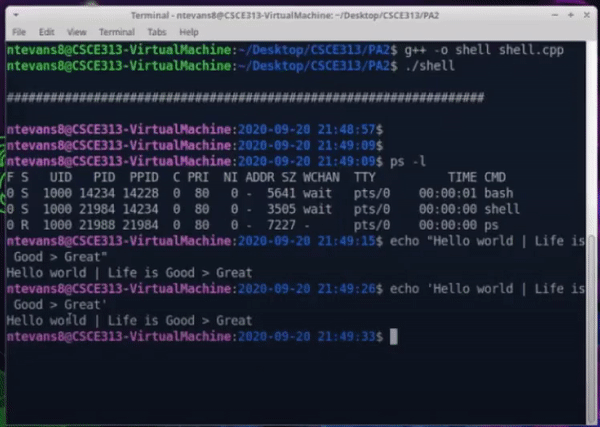 Terminal - ntevans8@CSCE313-VirtualMachine: ~/Desktop/CSCE313/PA2
File Edit View Terminal Tabs Help
ntevans8@CSCE313-VirtualMachine:~/Desktop/CSCE313/PA2$ g++ -o shell shell.cpp
ntevans8@CSCE313-VirtualMachine:~/Desktop/CSCE313/PA2$ ./shell
##################################################################
ntevans8@CSCE313-VirtualMachine:2020-09-20 21:48:57$
ntevans8@CSCE313-VirtualMachine:2020-09-20 21:49:09$
ntevans8@CSCE313-VirtualMachine:2020-09-20 21:49:09$ ps -l
F S   UID   PID  PPID  C PRI  NI ADDR SZ WCHAN  TTY          TIME CMD
0 S  1000 14234 14228  0  80   0 -  5641 wait   pts/0    00:00:01 bash
0 S  1000 21984 14234  0  80   0 -  3505 wait   pts/0    00:00:00 shell
0 R  1000 21988 21984  0  80   0 -  7227 -      pts/0    00:00:00 ps
ntevans8@CSCE313-VirtualMachine:2020-09-20 21:49:15$ echo "Hello world | Life is
 Good > Great"
Hello world | Life is Good > Great
ntevans8@CSCE313-VirtualMachine:2020-09-20 21:49:26$ echo 'Hello world | Life is
 Good > Great'
Hello world | Life is Good > Great
ntevans8@CSCE313-VirtualMachine:2020-09-20 21:49:33$